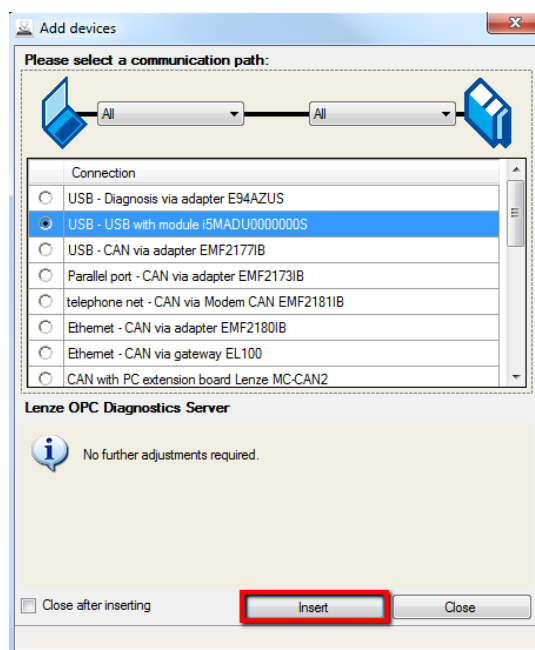 Add devices
Please select a communication path:
All All
Connection
USB - Diagnosis via adapter E94AZUS
USB - USB with module i5MADU0000000S
USB - CAN via adapter EMF2177IB
Parallel port - CAN via adapter EMF2173IB
telephone net - CAN via Modem CAN EMF2181IB
Ethernet - CAN via adapter EMF2180IB
Ethernet - CAN via gateway EL100
CAN with PC extension board Lenze MC-CAN2
Lenze OPC Diagnostics Server
No further adjustments required.
Close after inserting Insert Close